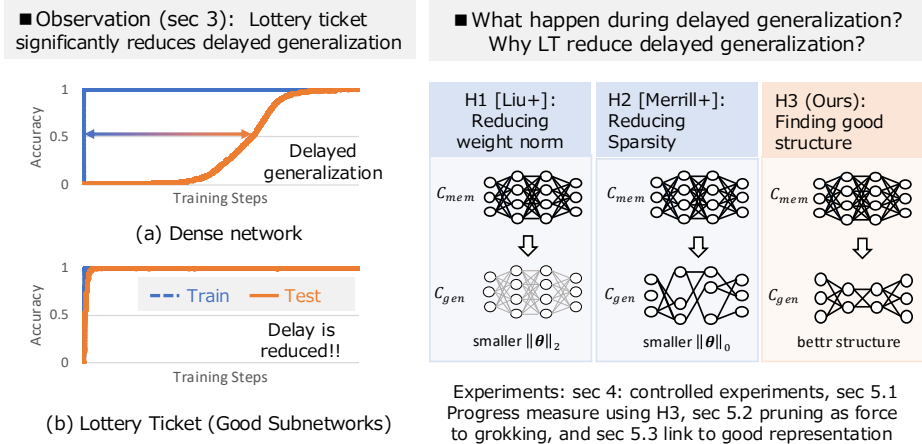 ■ Observation (sec 3): Lottery ticket
significantly reduces delayed generalization
1
Accuracy
0.5
Delayed
generalization
0
Training Steps
(a) Dense network
1
Accuracy
Train
Test
0.5
Delay is
reduced!!
0
Training Steps
(b) Lottery Ticket (Good Subnetworks)
■ What happen during delayed generalization?
Why LT reduce delayed generalization?
H1 [Liu+]:
Reducing
weight norm
C_mem
C_gen
smaller ‖θ‖₂
H2 [Merrill+]:
Reducing
Sparsity
C_mem
C_gen
smaller ‖θ‖₀
H3 (Ours):
Finding good
structure
C_mem
C_gen
bettr structure
Experiments: sec 4: controlled experiments, sec 5.1
Progress measure using H3, sec 5.2 pruning as force
to grokking, and sec 5.3 link to good representation